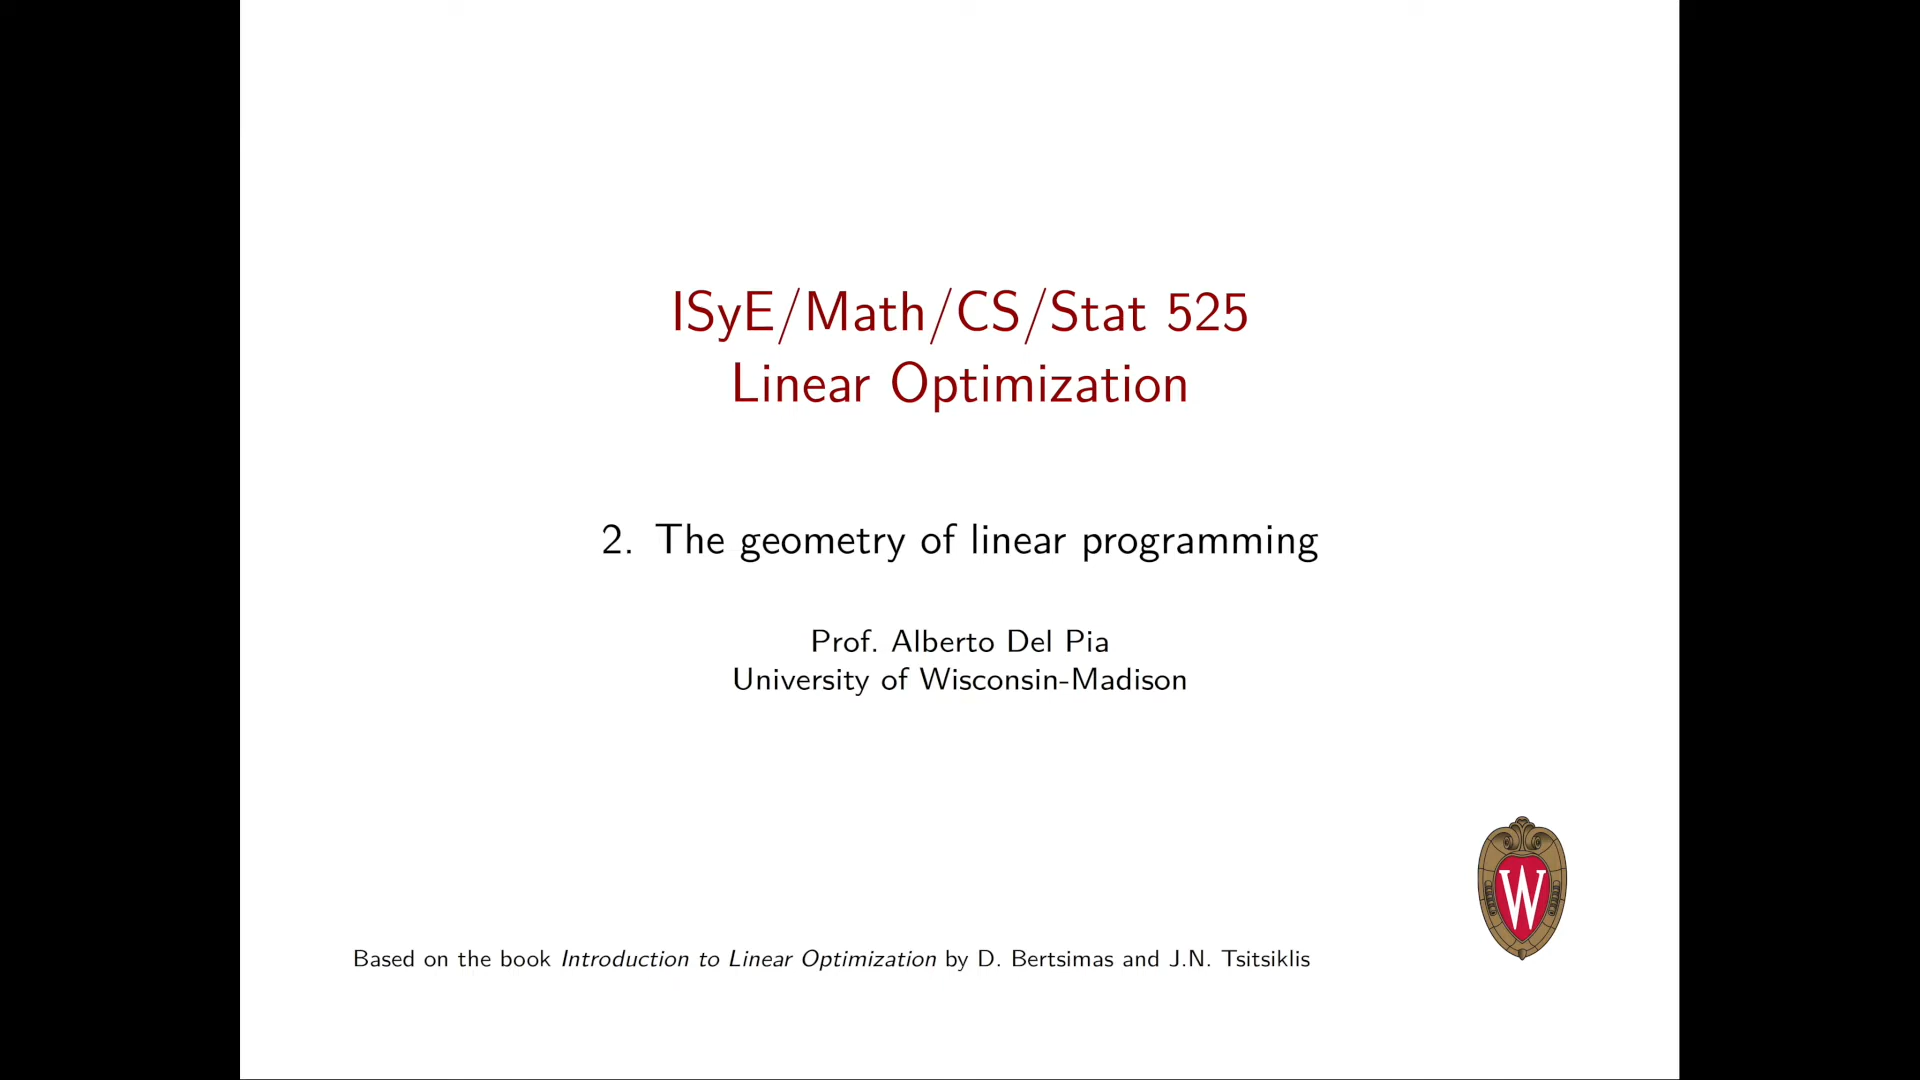 ISyE/Math/CS/Stat 525
Linear Optimization
2. The geometry of linear programming
Prof. Alberto Del Pia
University of Wisconsin-Madison
W
Based on the book Introduction to Linear Optimization by D. Bertsimas and J.N. Tsitsiklis